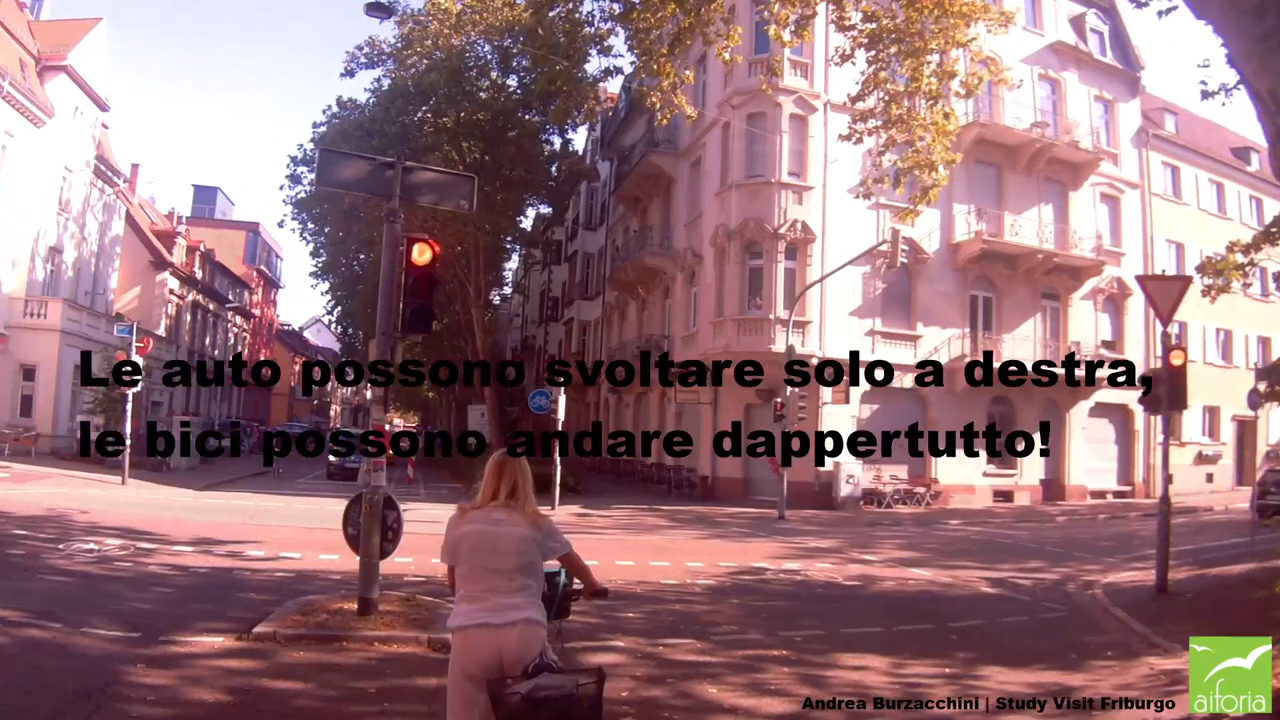 Le auto possono svoltare solo a destra,
le bici possono andare dappertutto!
Andrea Burzacchini | Study Visit Friburgo
aiforia